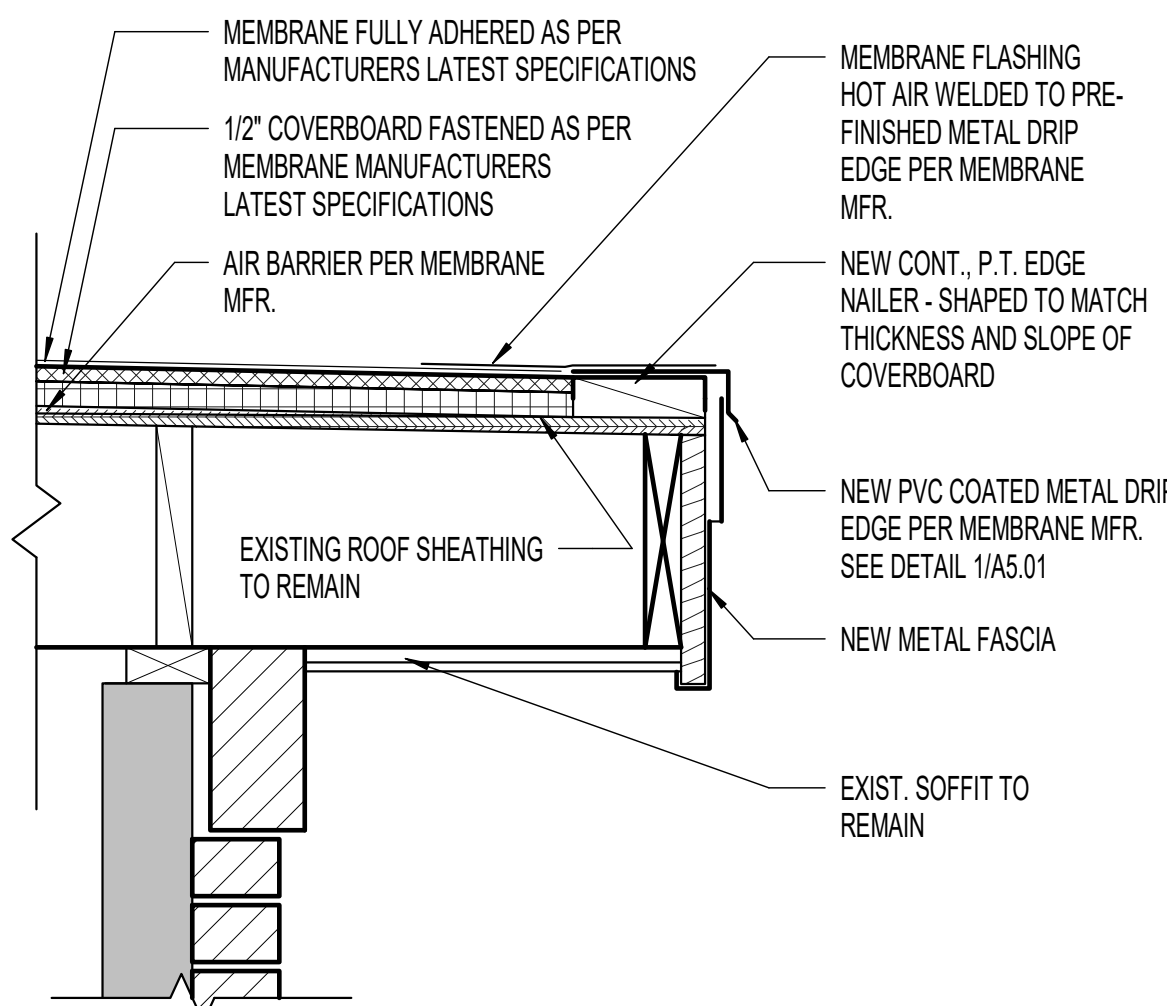 MEMBRANE FULLY ADHERED AS PER
MANUFACTURERS LATEST SPECIFICATIONS
1/2" COVERBOARD FASTENED AS PER
MEMBRANE MANUFACTURERS
LATEST SPECIFICATIONS
AIR BARRIER PER MEMBRANE
MFR.
EXISTING ROOF SHEATHING
TO REMAIN
MEMBRANE FLASHING
HOT AIR WELDED TO PRE-
FINISHED METAL DRIP
EDGE PER MEMBRANE
MFR.
NEW CONT., P.T. EDGE
NAILER - SHAPED TO MATCH
THICKNESS AND SLOPE OF
COVERBOARD
NEW PVC COATED METAL DRIP
EDGE PER MEMBRANE MFR.
SEE DETAIL 1/A5.01
NEW METAL FASCIA
EXIST. SOFFIT TO
REMAIN